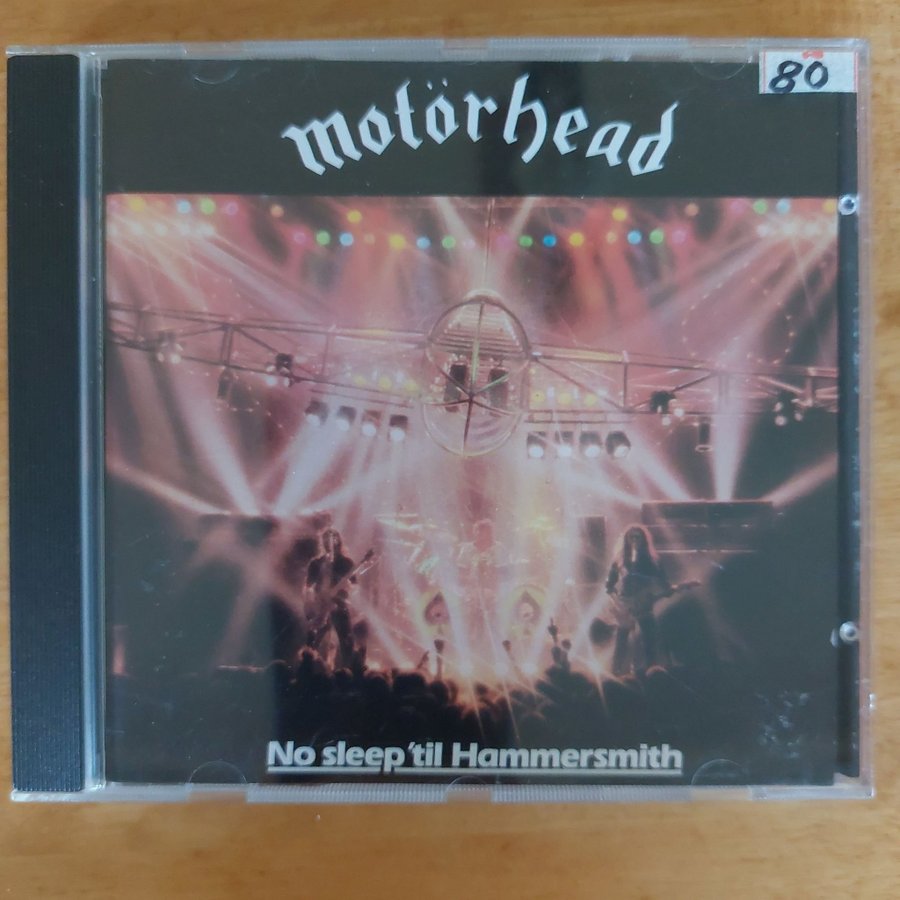 80
motörhead
No sleep 'til Hammersmith